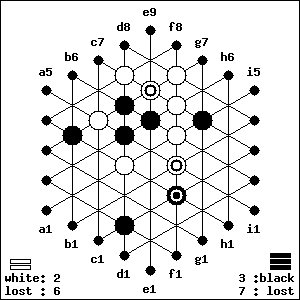 e9
d8 f8
c7 g7
b6 h6
a5 i5
a1 i1
b1 h1
c1 g1
d1 f1
e1
white: 2 3 :black
lost : 6 7 : lost